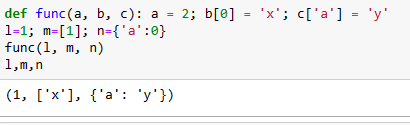 def func(a, b, c): a = 2; b[0] = 'x'; c['a'] = 'y'
l=1; m=[1]; n={'a':0}
func(l, m, n)
l,m,n
(1, ['x'], {'a': 'y'})